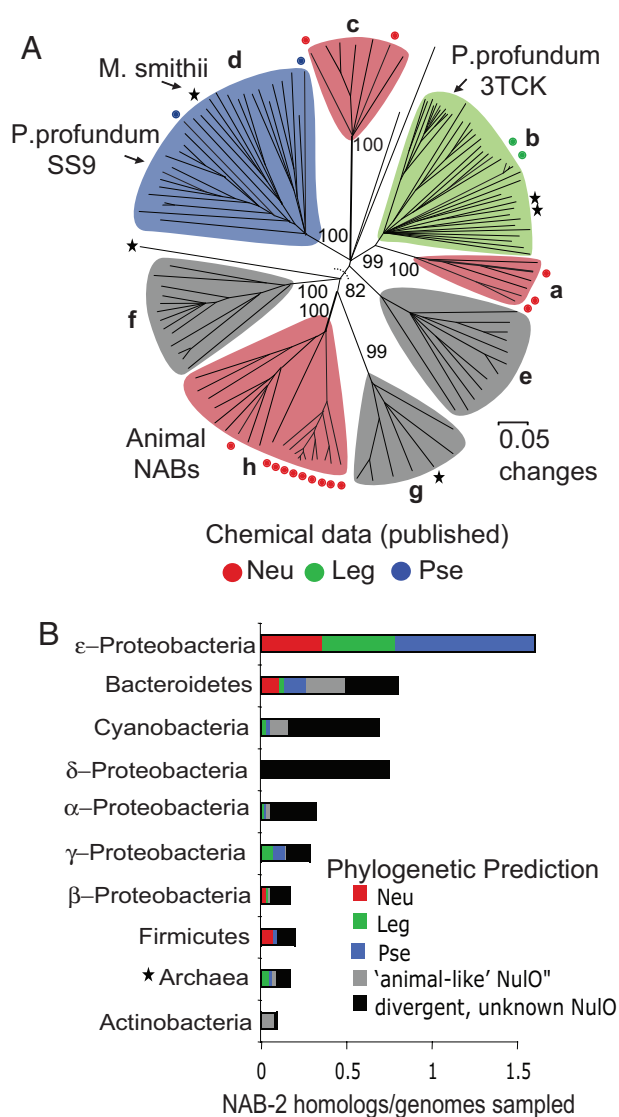 A
c
P.profundum
3TCK
M. smithii
d
b
P.profundum
SS9
100
100
99
100
a
100
100
82
f
99
e
Animal
NABs
h
g
0.05
changes
Chemical data (published)
Neu
Leg
Pse
B
ε–Proteobacteria
Bacteroidetes
Cyanobacteria
δ–Proteobacteria
α–Proteobacteria
γ–Proteobacteria
β–Proteobacteria
Firmicutes
★Archaea
Actinobacteria
Phylogenetic Prediction
Neu
Leg
Pse
‘animal-like’ NulO"
divergent, unknown NulO
0 0.5 1 1.5
NAB-2 homologs/genomes sampled